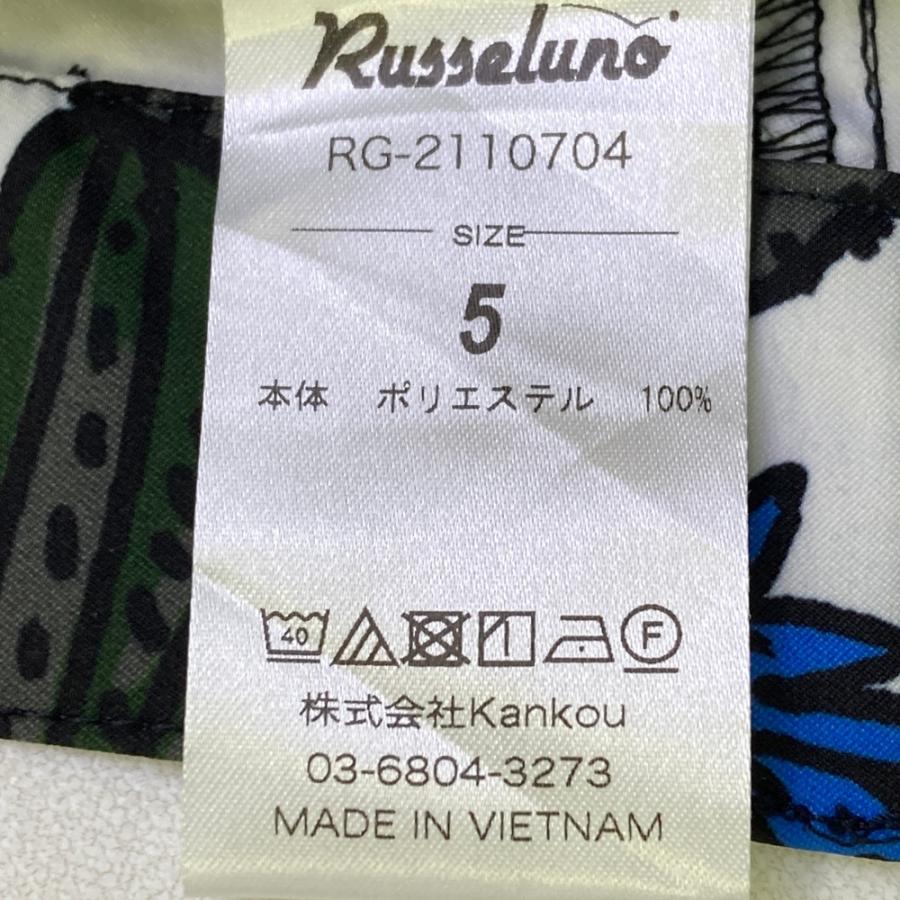 Russeluno
RG-2110704
SIZE
5
本体 ポリエステル 100%
40 F
株式会社Kankou
03-6804-3273
MADE IN VIETNAM